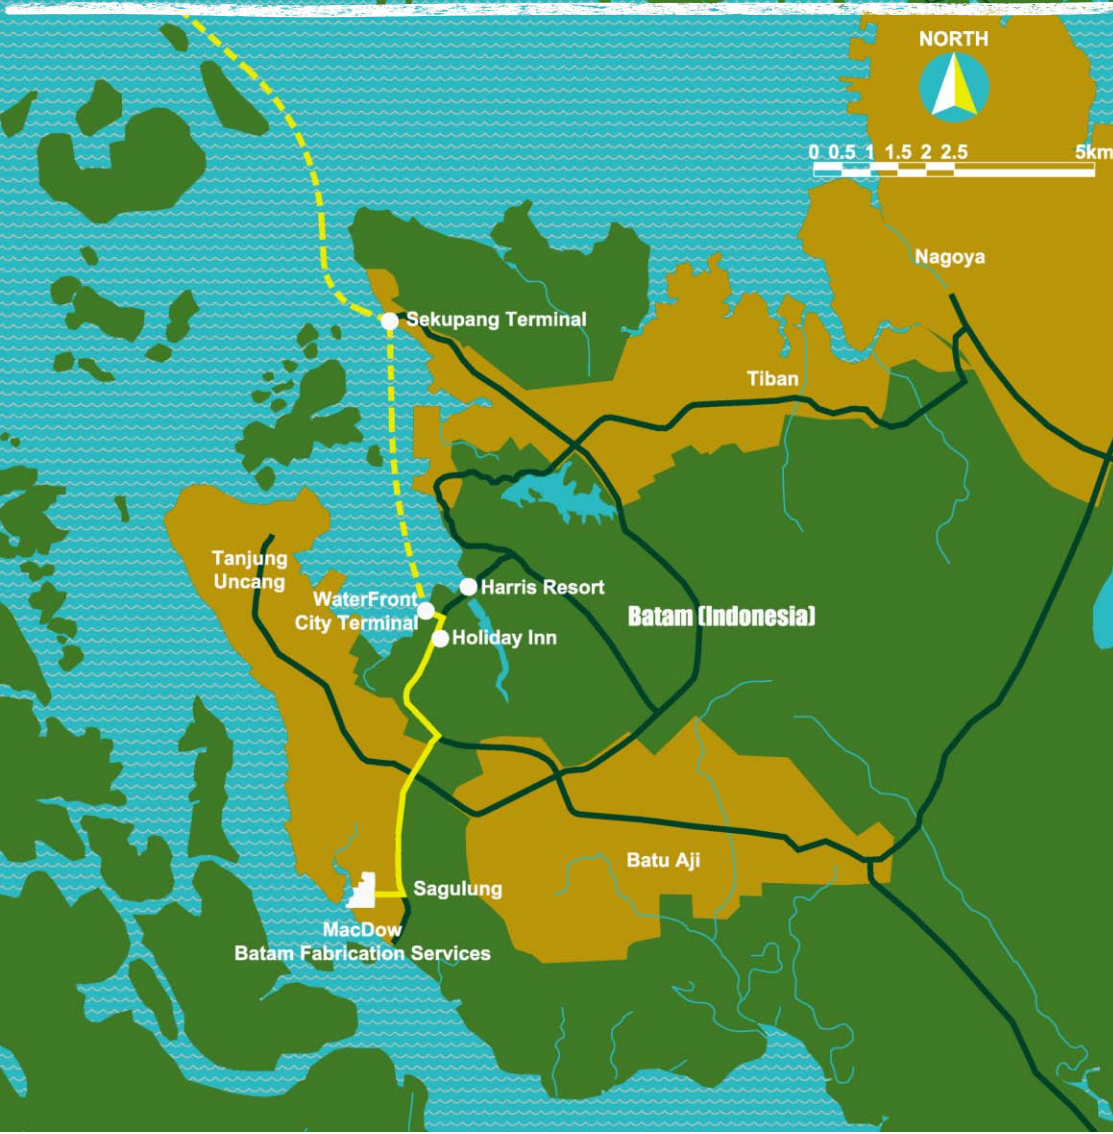 NORTH
0 0.5 1 1.5 2 2.5 5km
Nagoya
Sekupang Terminal
Tiban
Tanjung
Uncang
Harris Resort
WaterFront
City Terminal
Batam (Indonesia)
Holiday Inn
Batu Aji
Sagulung
MacDow
Batam Fabrication Services